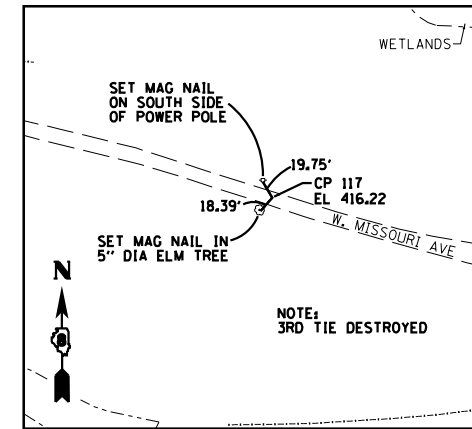 WETLANDS
SET MAG NAIL
ON SOUTH SIDE
OF POWER POLE
19.75'
CP 117
EL 416.22
18.39'
W. MISSOURI AVE
SET MAG NAIL IN
5" DIA ELM TREE
N
8
NOTE:
3RD TIE DESTROYED